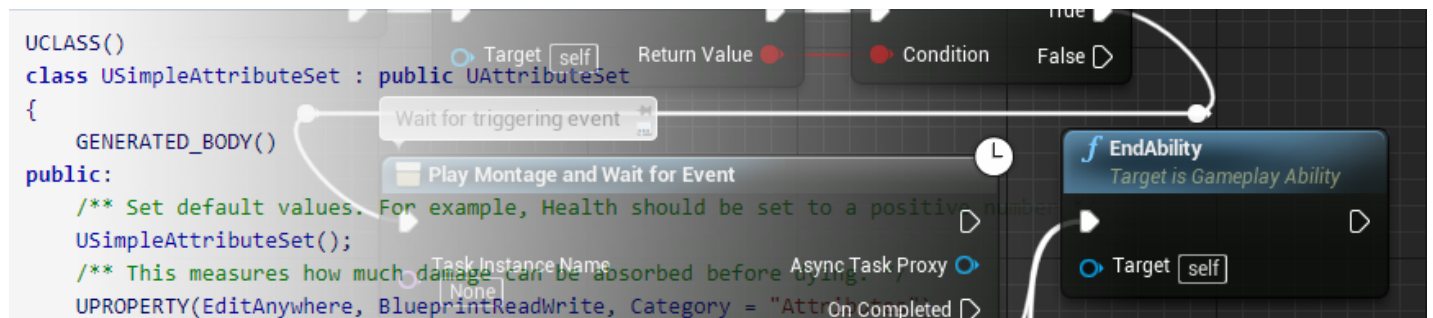 True
UCLASS()
Target self Return Value Condition False
class USimpleAttributeSet : public UAttributeSet
{
Wait for triggering event
GENERATED_BODY()
f EndAbility
public:
Play Montage and Wait for Event
Target is Gameplay Ability
/** Set default values. For example, Health should be set to a positive number
USimpleAttributeSet();
Task Instance Name
Async Task Proxy
Target self
/** This measures how much damage can be absorbed before dying. */
None
UPROPERTY(EditAnywhere, BlueprintReadWrite, Category = "Attributes")
On Completed